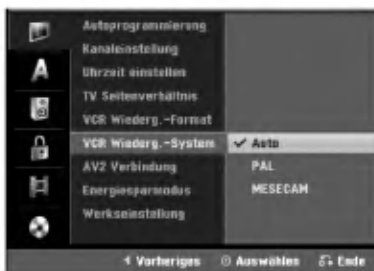 Autoprogrammierung
Kanaleinstellung
Uhrzeit einstellen
TV Seitenverhältnis
VCR Wiederg.-Format
VCR Wiederg.-System
✓ Auto
AV2 Verbindung
PAL
Energiesparmodus
MESECAM
Werkseinstellung
Vorheriges
Auswählen
Ende